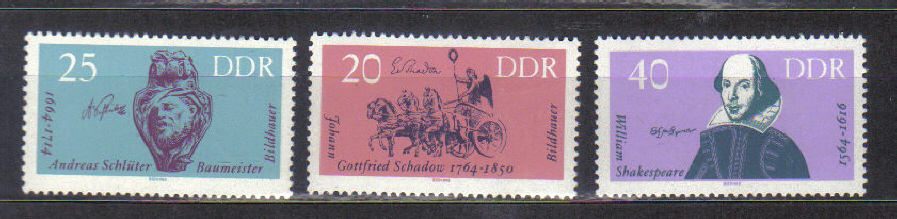 25 DDR
1664-1714
Andreas Schlüter
Baumeister
Bildhauer
20 DDR
Johann
Gottfried Schadow 1764-1850
Bildhauer
40 DDR
William
Shakespeare
1564-1616